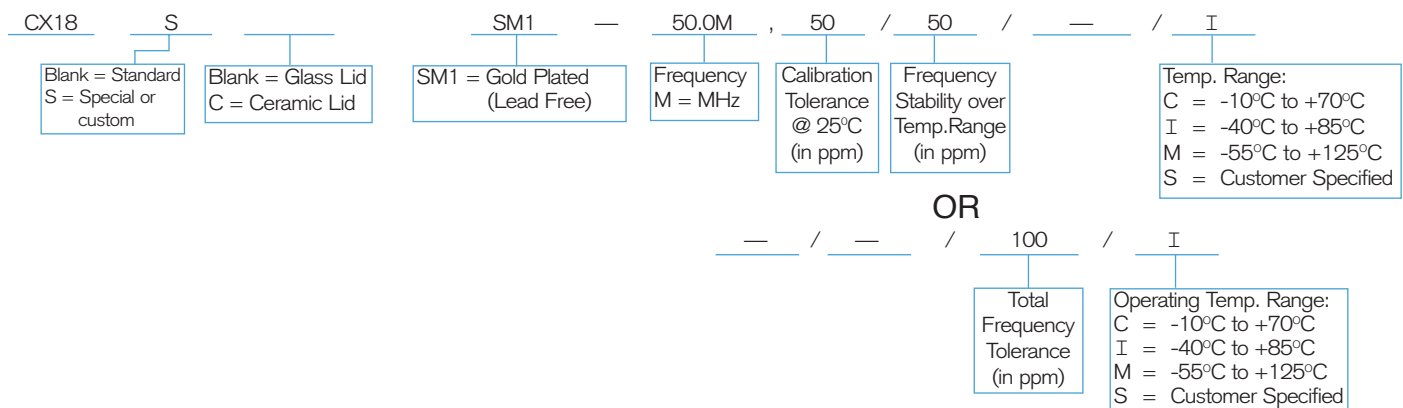 CX18 S SM1 — 50.0M , 50 / 50 / — / I
Blank = Standard
S = Special or
custom
Blank = Glass Lid
C = Ceramic Lid
SM1 = Gold Plated
(Lead Free)
Frequency
M = MHz
Calibration
Tolerance
@ 25°C
(in ppm)
Frequency
Stability over
Temp.Range
(in ppm)
Temp. Range:
C = -10°C to +70°C
I = -40°C to +85°C
M = -55°C to +125°C
S = Customer Specified
OR
— / — / 100 / I
Total
Frequency
Tolerance
(in ppm)
Operating Temp. Range:
C = -10°C to +70°C
I = -40°C to +85°C
M = -55°C to +125°C
S = Customer Specified